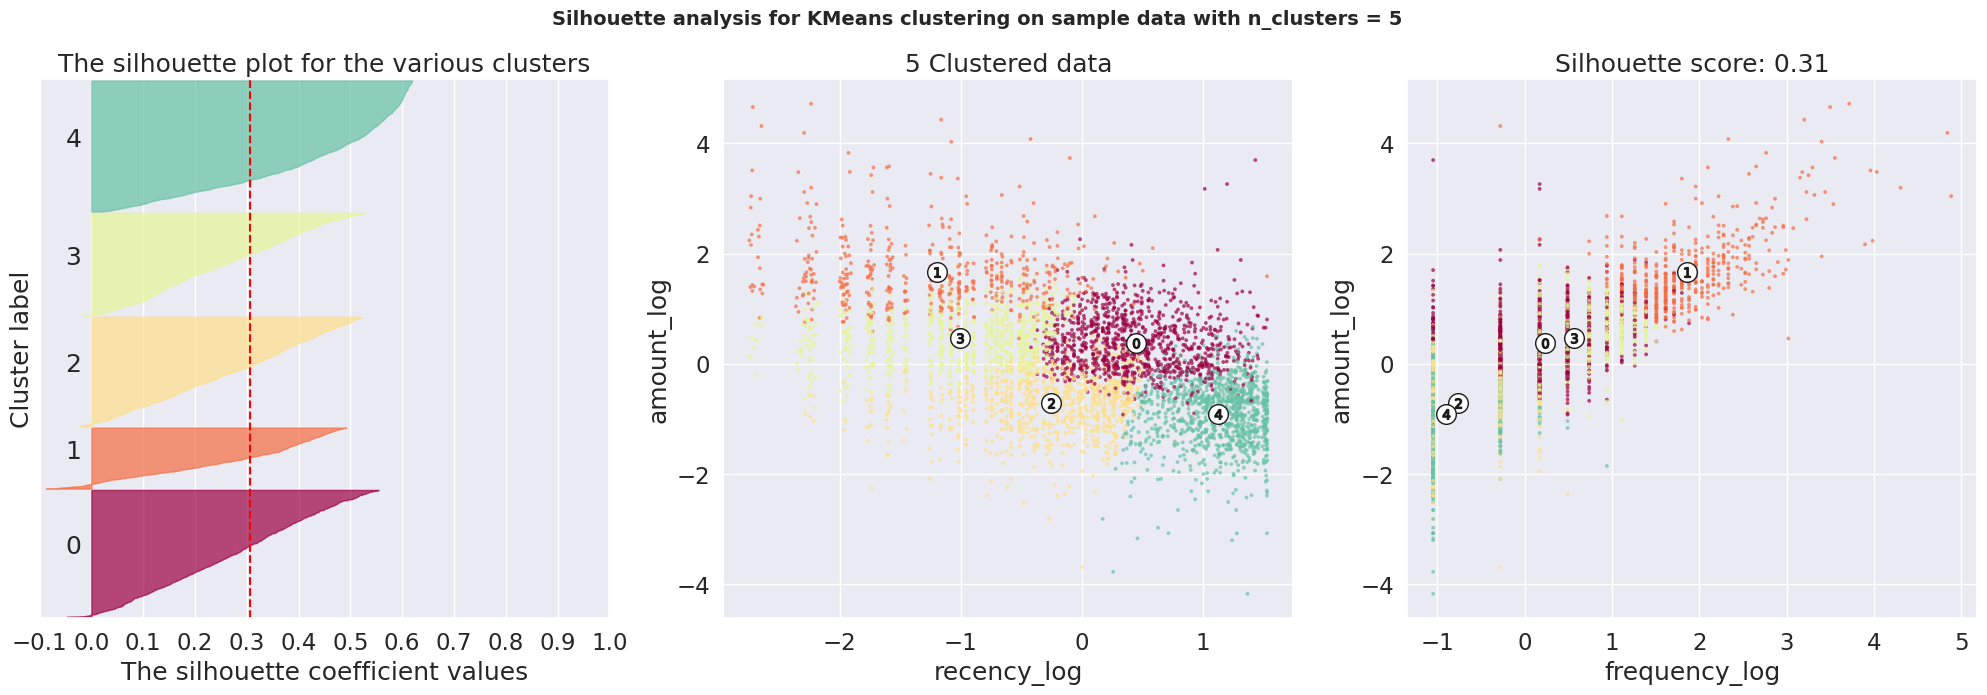 Silhouette analysis for KMeans clustering on sample data with n_clusters = 5
The silhouette plot for the various clusters
Cluster label
4
3
2
1
0
−0.1 0.0 0.1 0.2 0.3 0.4 0.5 0.6 0.7 0.8 0.9 1.0
The silhouette coefficient values
5 Clustered data
amount_log
4
2
0
−2
−4
1
3
0
2
4
−2 −1 0 1
recency_log
Silhouette score: 0.31
amount_log
4
2
0
−2
−4
1
0 3
4 2
−1 0 1 2 3 4 5
frequency_log